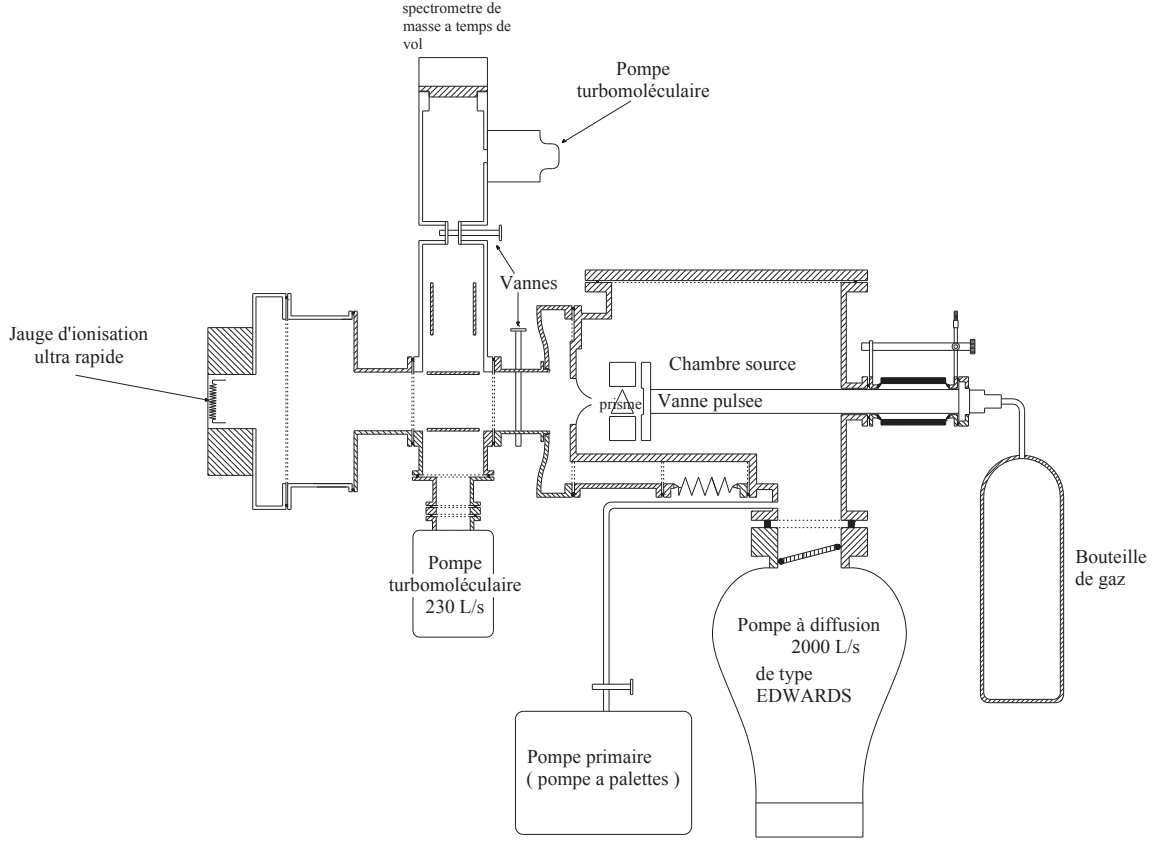 spectrometre de
masse a temps de
vol
Pompe
turbomoléculaire
Vannes
Jauge d'ionisation
ultra rapide
Chambre source
prisme
Vanne pulsee
Pompe
turbomoléculaire
230 L/s
Bouteille
de gaz
Pompe à diffusion
2000 L/s
de type
EDWARDS
Pompe primaire
( pompe a palettes )